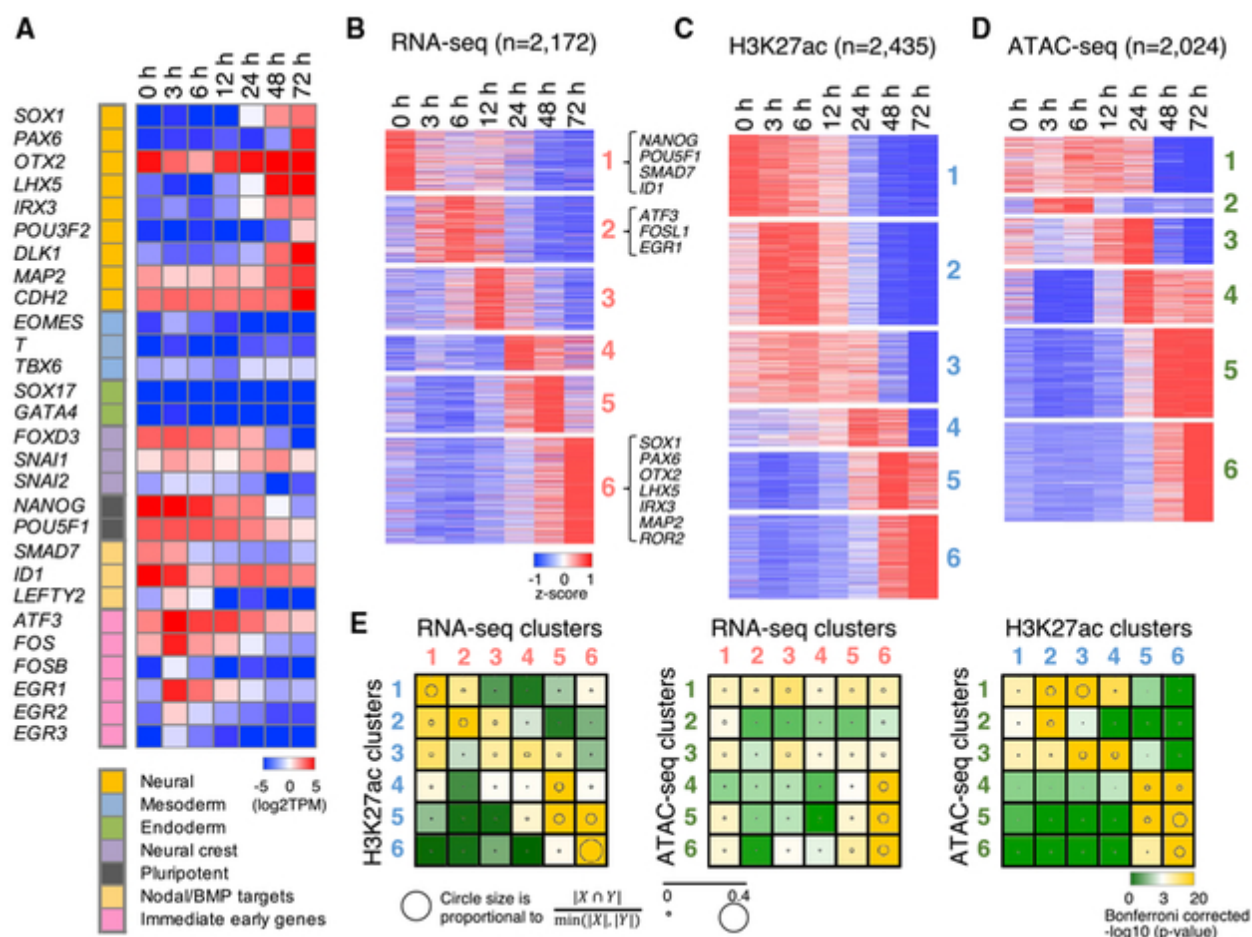 A
0 h 3 h 6 h 12 h 24 h 48 h 72 h
SOX1
PAX6
OTX2
LHX5
IRX3
POU3F2
DLK1
MAP2
CDH2
EOMES
T
TBX6
SOX17
GATA4
FOXD3
SNAI1
SNAI2
NANOG
POU5F1
SMAD7
ID1
LEFTY2
ATF3
FOS
FOSB
EGR1
EGR2
EGR3
-5 0 5
(log2TPM)
Neural
Mesoderm
Endoderm
Neural crest
Pluripotent
Nodal/BMP targets
Immediate early genes
B
RNA-seq (n=2,172)
0 h 3 h 6 h 12 h 24 h 48 h 72 h
1
NANOG
POU5F1
SMAD7
ID1
2
ATF3
FOSL1
EGR1
3
4
5
6
SOX1
PAX6
OTX2
LHX5
IRX3
MAP2
ROR2
-1 0 1
z-score
C
H3K27ac (n=2,435)
0 h 3 h 6 h 12 h 24 h 48 h 72 h
1
2
3
4
5
6
D
ATAC-seq (n=2,024)
0 h 3 h 6 h 12 h 24 h 48 h 72 h
1
2
3
4
5
6
E
RNA-seq clusters
1 2 3 4 5 6
H3K27ac clusters
1
2
3
4
5
6
RNA-seq clusters
1 2 3 4 5 6
ATAC-seq clusters
1
2
3
4
5
6
H3K27ac clusters
1 2 3 4 5 6
ATAC-seq clusters
1
2
3
4
5
6
Circle size is
proportional to
|X ∩ Y|
min(|X|, |Y|)
0 0.4
0 3 20
Bonferroni corrected
-log10 (p-value)